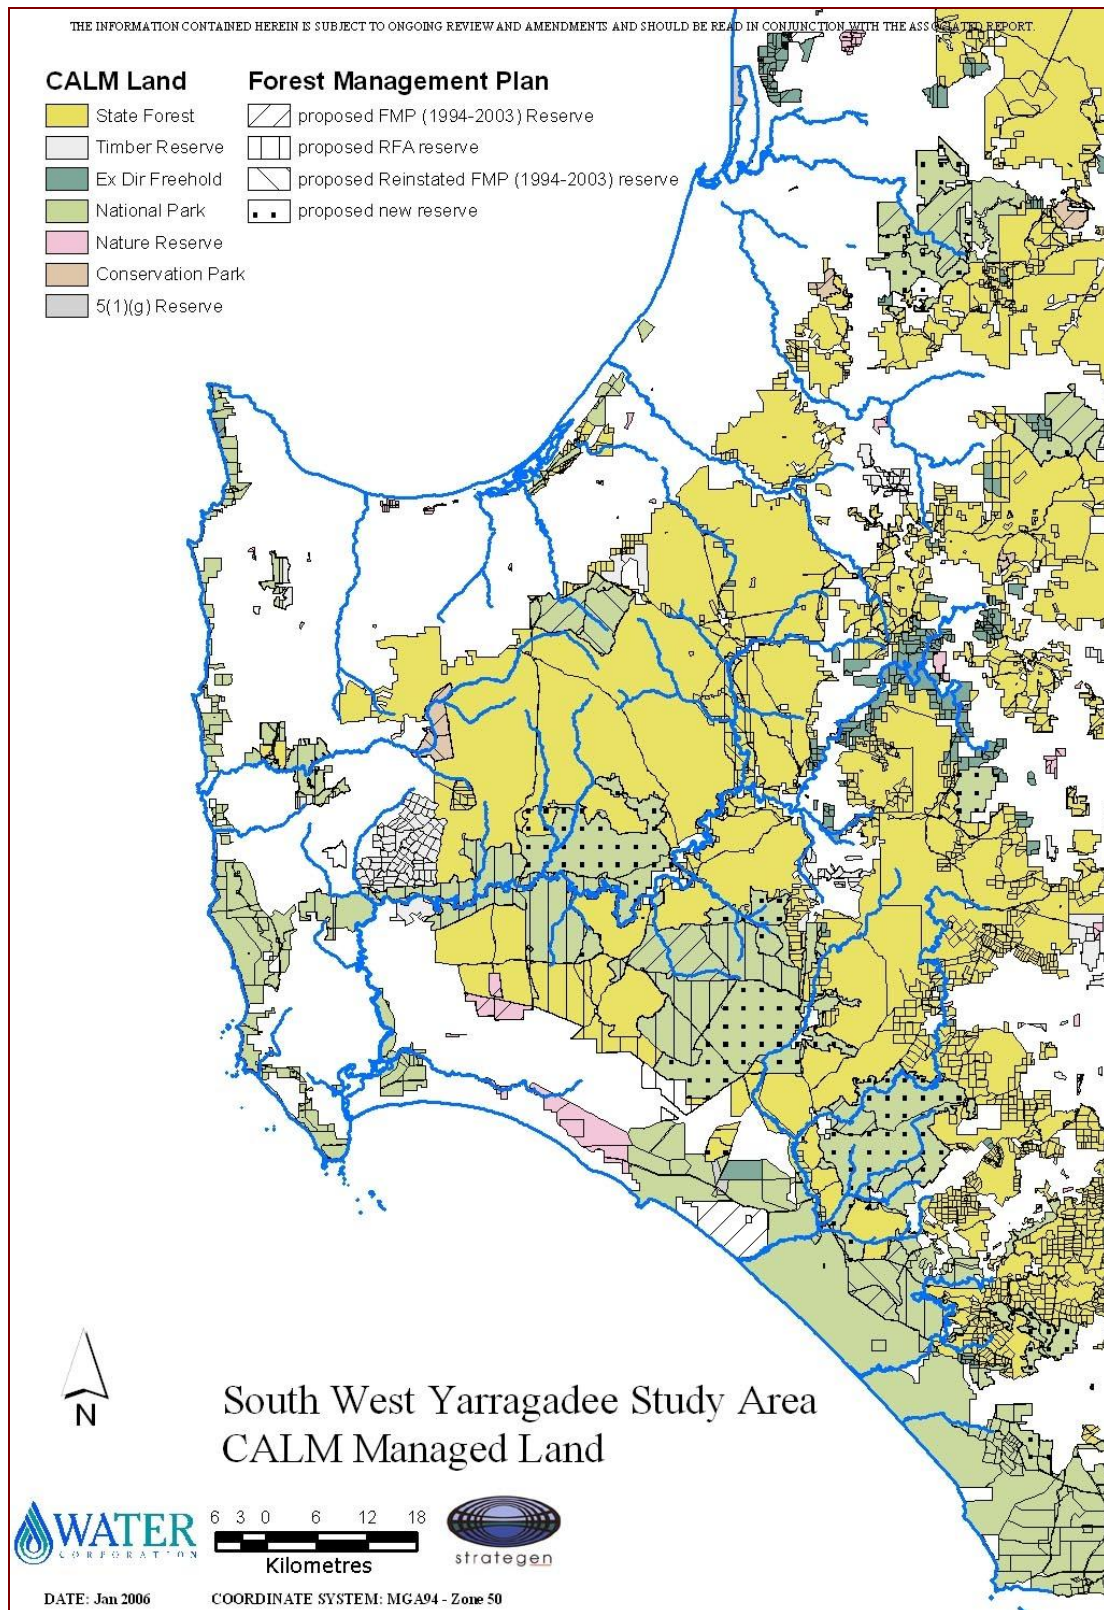 THE INFORMATION CONTAINED HEREIN IS SUBJECT TO ONGOING REVIEW AND AMENDMENTS AND SHOULD BE READ IN CONJUNCTION WITH THE ASSOCIATED REPORT.
CALM Land
State Forest
Timber Reserve
Ex Dir Freehold
National Park
Nature Reserve
Conservation Park
5(1)(g) Reserve
Forest Management Plan
proposed FMP (1994-2003) Reserve
proposed RFA reserve
proposed Reinstated FMP (1994-2003) reserve
proposed new reserve
N
South West Yarragadee Study Area
CALM Managed Land
WATER
CORPORATION
6 3 0 6 12 18
Kilometres
strategen
DATE: Jan 2006
COORDINATE SYSTEM: MGA94 - Zone 50